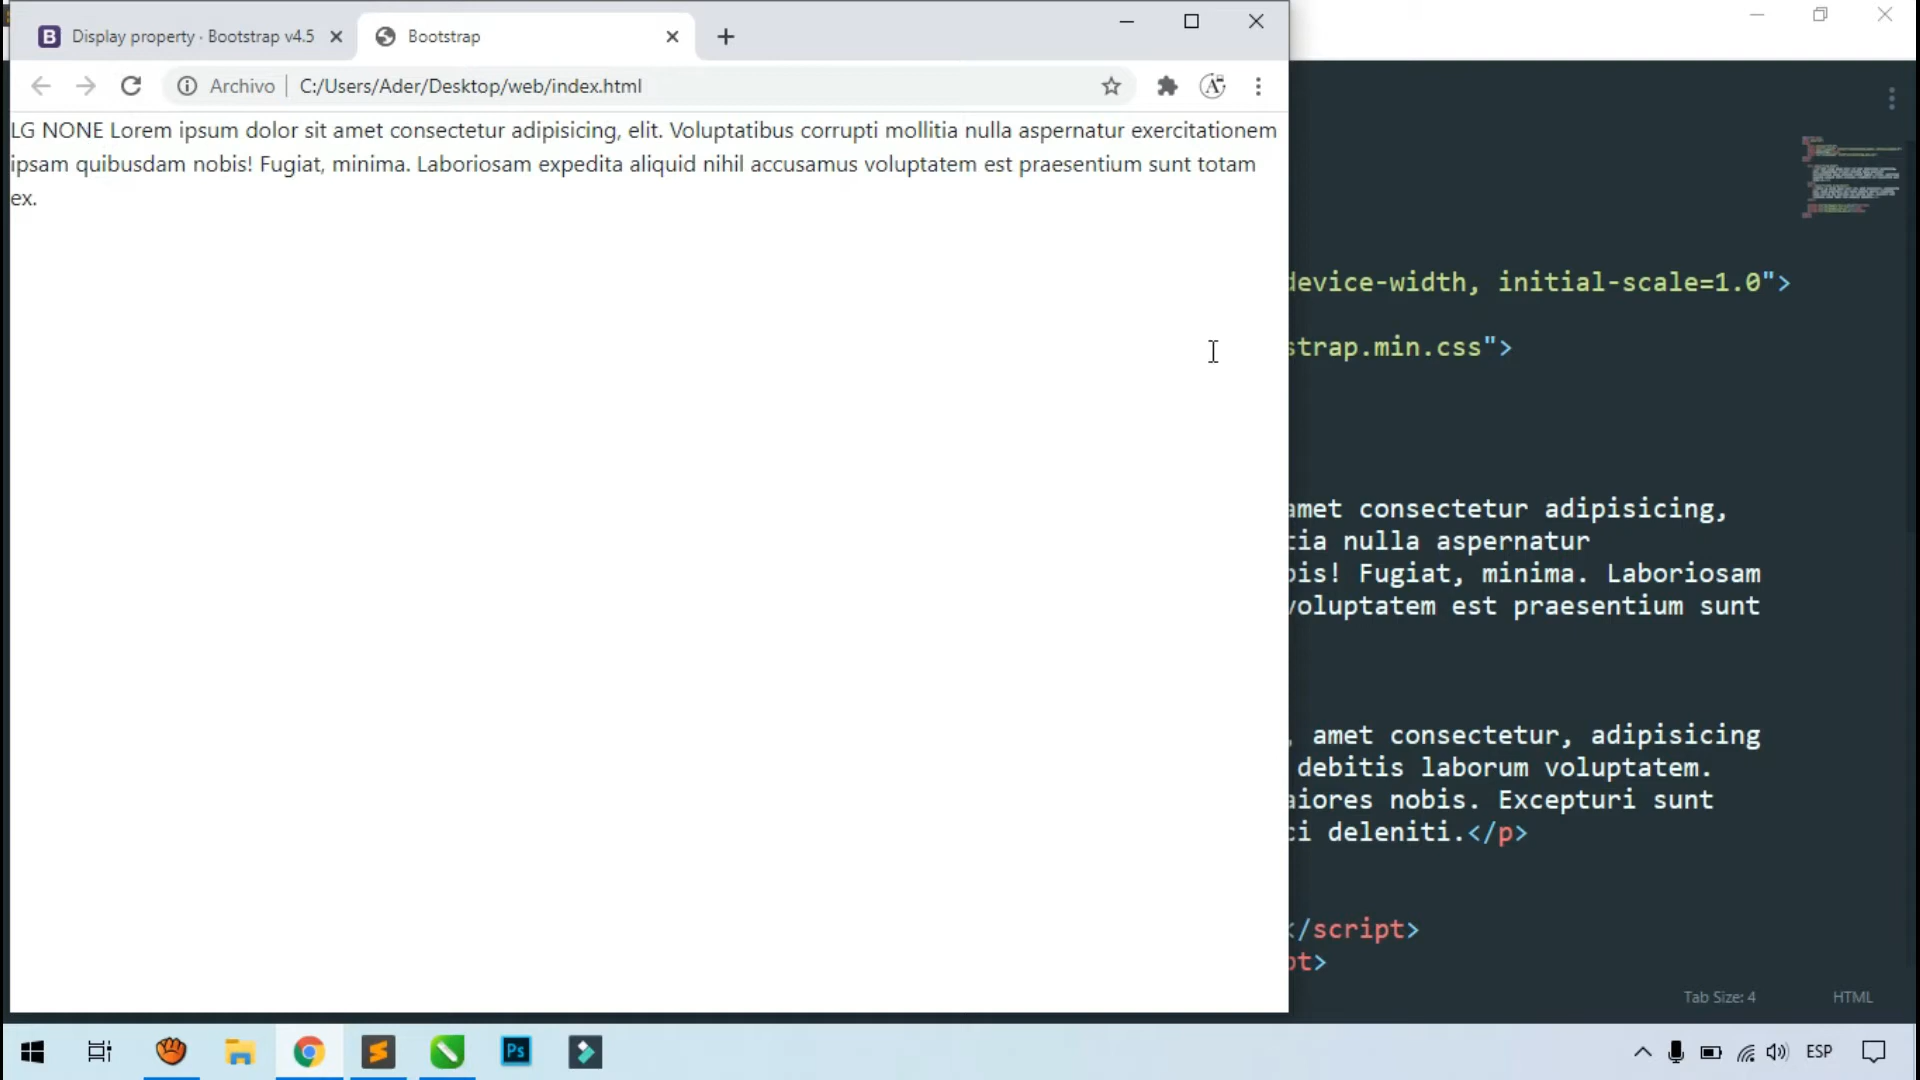 Display property · Bootstrap v4.5
Bootstrap
Archivo
C:/Users/Ader/Desktop/web/index.html
LG NONE Lorem ipsum dolor sit amet consectetur adipisicing, elit. Voluptatibus corrupti mollitia nulla aspernatur exercitationem
ipsam quibusdam nobis! Fugiat, minima. Laboriosam expedita aliquid nihil accusamus voluptatem est praesentium sunt totam
ex.
device-width, initial-scale=1.0">
strap.min.css">
amet consectetur adipisicing,
tia nulla aspernatur
bis! Fugiat, minima. Laboriosam
voluptatem est praesentium sunt
, amet consectetur, adipisicing
debitis laborum voluptatem.
aiores nobis. Excepturi sunt
ci deleniti.</p>
</script>
pt>
Tab Size: 4
HTML
Ps
ESP